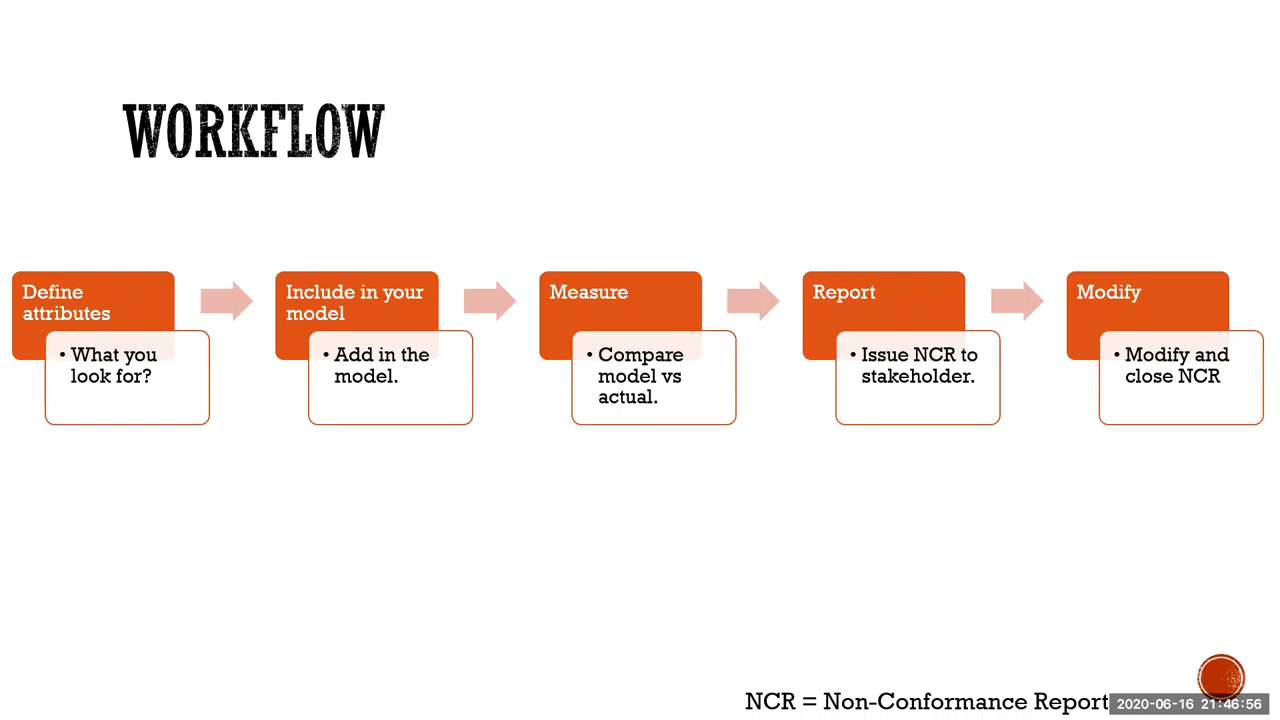 WORKFLOW
Define
attributes
• What you
look for?
Include in your
model
• Add in the
model.
Measure
• Compare
model vs
actual.
Report
• Issue NCR to
stakeholder.
Modify
• Modify and
close NCR
NCR = Non-Conformance Report
2020-06-16 21:46:56